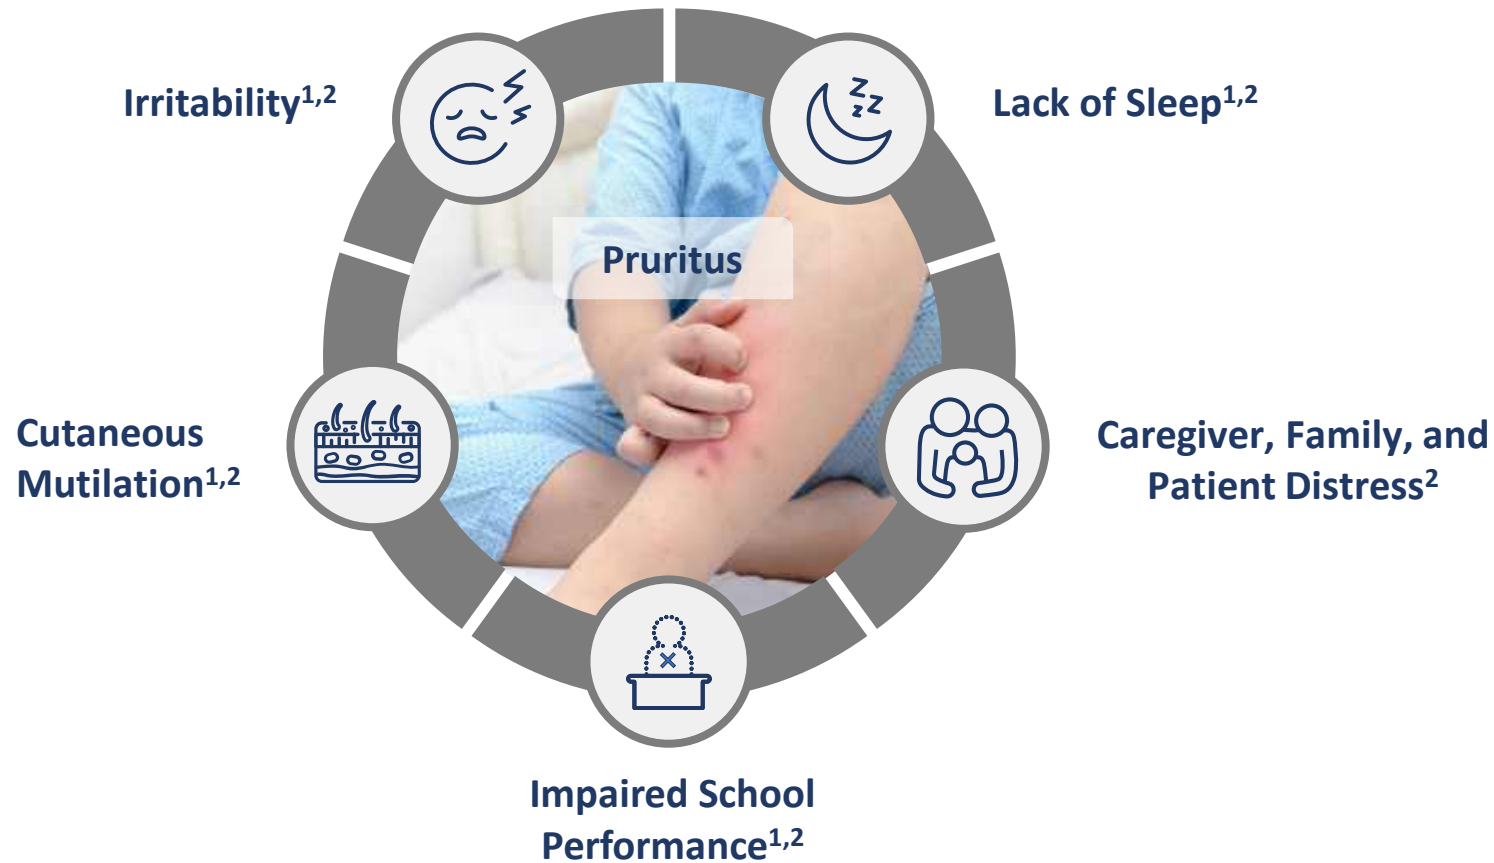 Irritability1,2
Lack of Sleep1,2
Pruritus
Cutaneous
Mutilation1,2
Caregiver, Family, and
Patient Distress2
Impaired School
Performance1,2